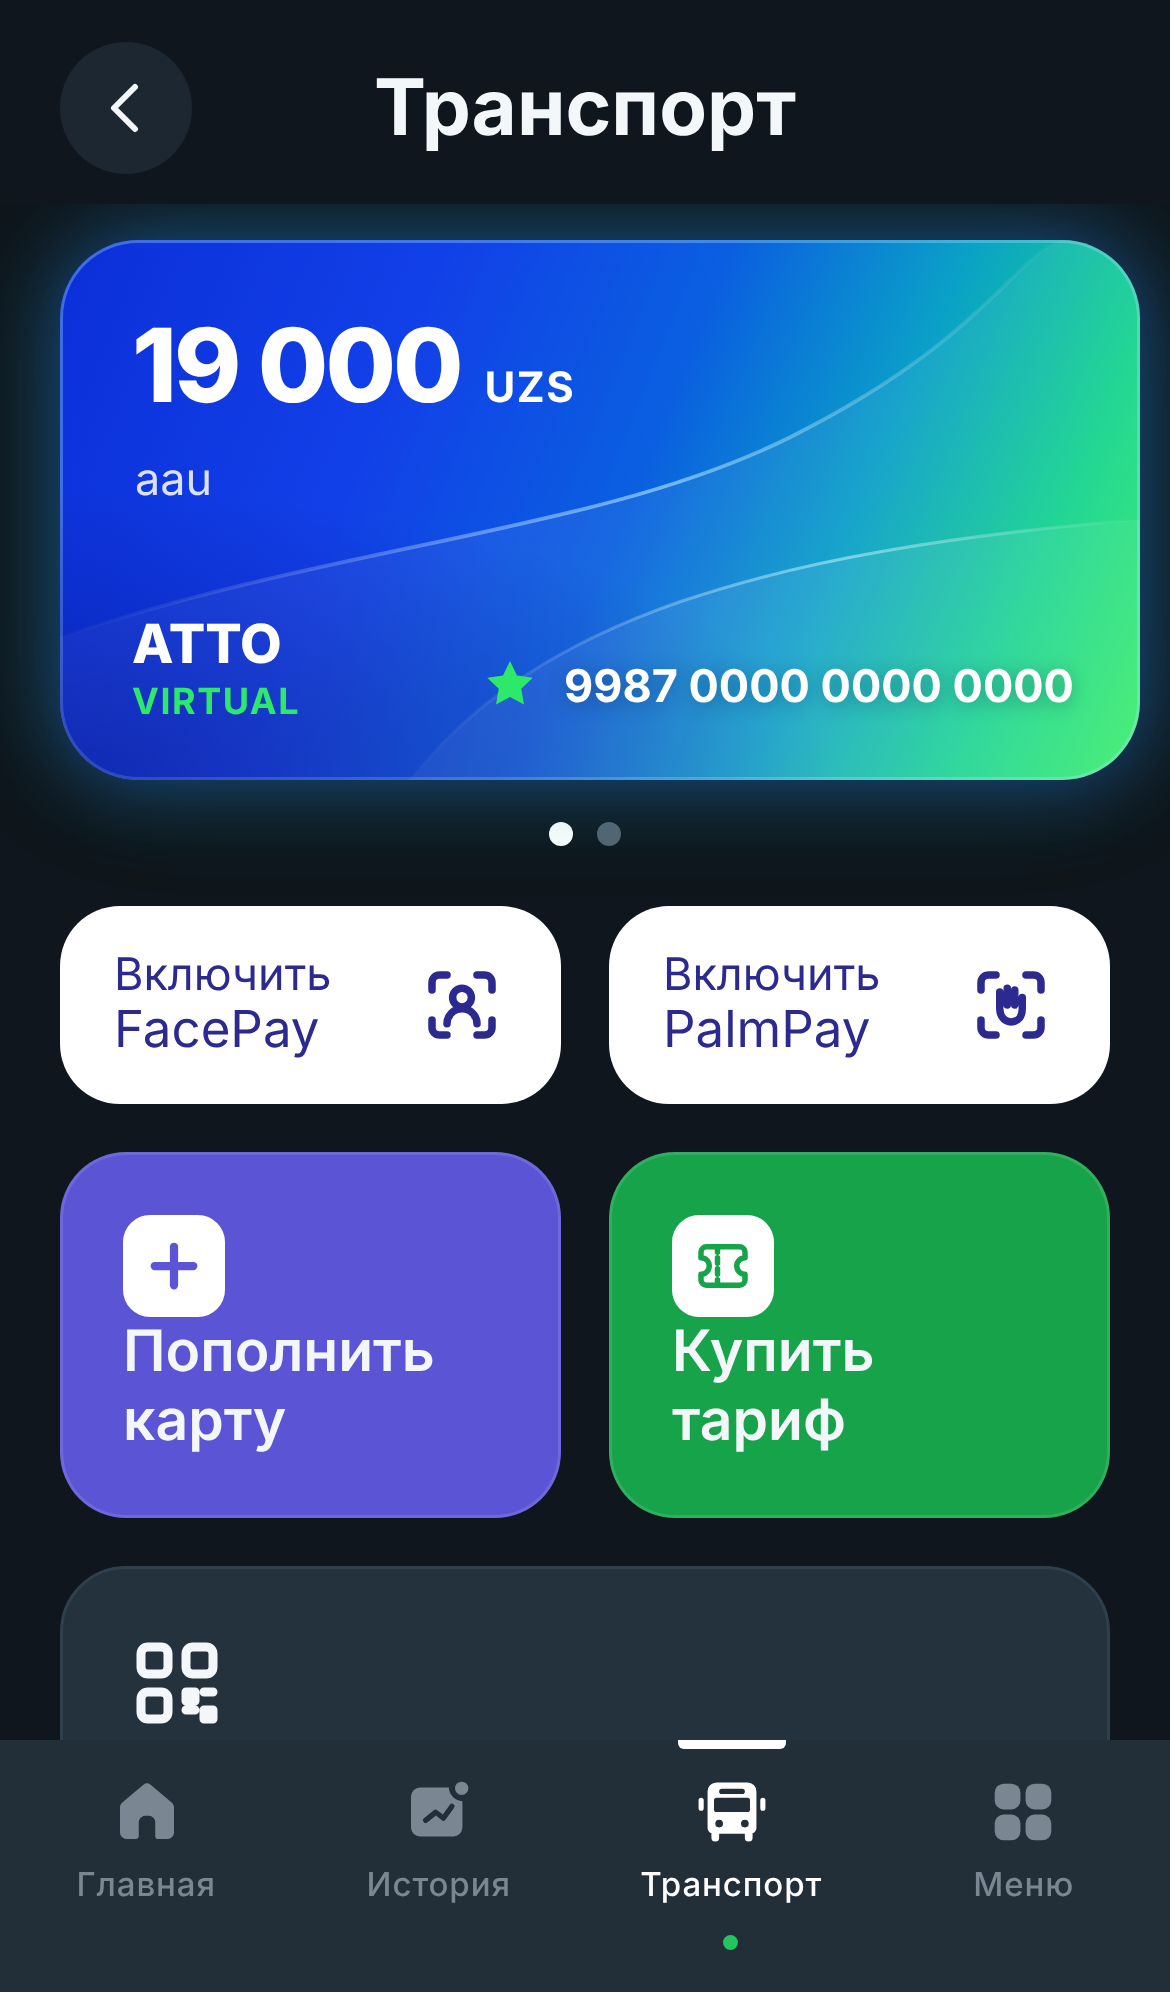 Транспорт
19 000 UZS
aau
ATTO
VIRTUAL
9987 0000 0000 0000
Включить
FacePay
Включить
PalmPay
Пополнить
карту
Купить
тариф
Главная
История
Транспорт
Меню